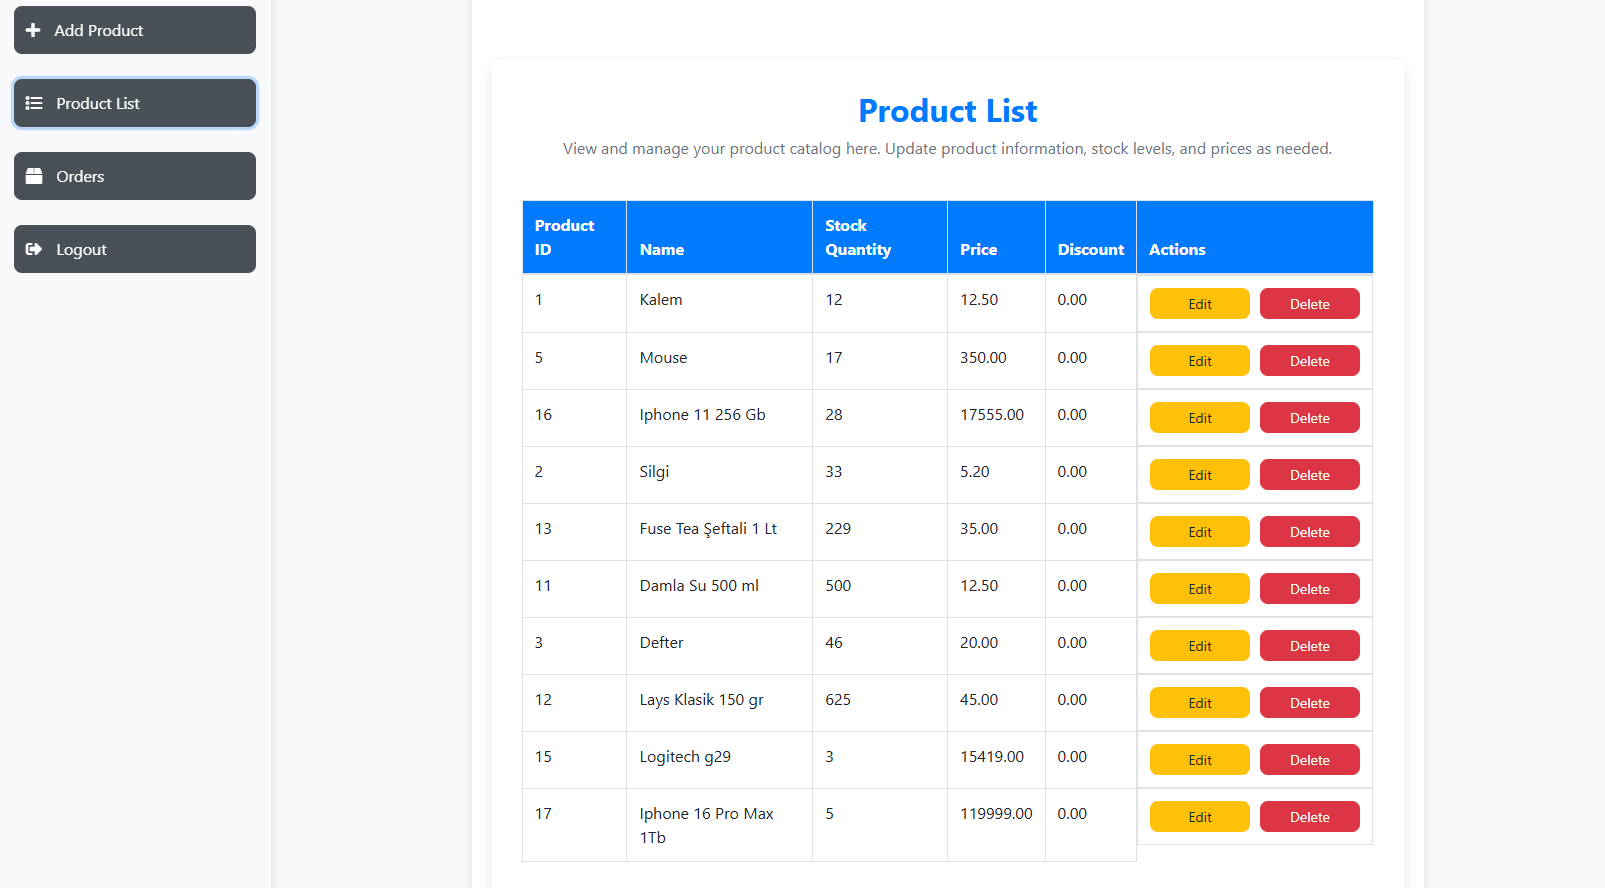 Add Product
Product List
Orders
Logout
Product List
View and manage your product catalog here. Update product information, stock levels, and prices as needed.
Product ID Name Stock Quantity Price Discount Actions
1 Kalem 12 12.50 0.00 Edit Delete
5 Mouse 17 350.00 0.00 Edit Delete
16 Iphone 11 256 Gb 28 17555.00 0.00 Edit Delete
2 Silgi 33 5.20 0.00 Edit Delete
13 Fuse Tea Şeftali 1 Lt 229 35.00 0.00 Edit Delete
11 Damla Su 500 ml 500 12.50 0.00 Edit Delete
3 Defter 46 20.00 0.00 Edit Delete
12 Lays Klasik 150 gr 625 45.00 0.00 Edit Delete
15 Logitech g29 3 15419.00 0.00 Edit Delete
17 Iphone 16 Pro Max 1Tb 5 119999.00 0.00 Edit Delete